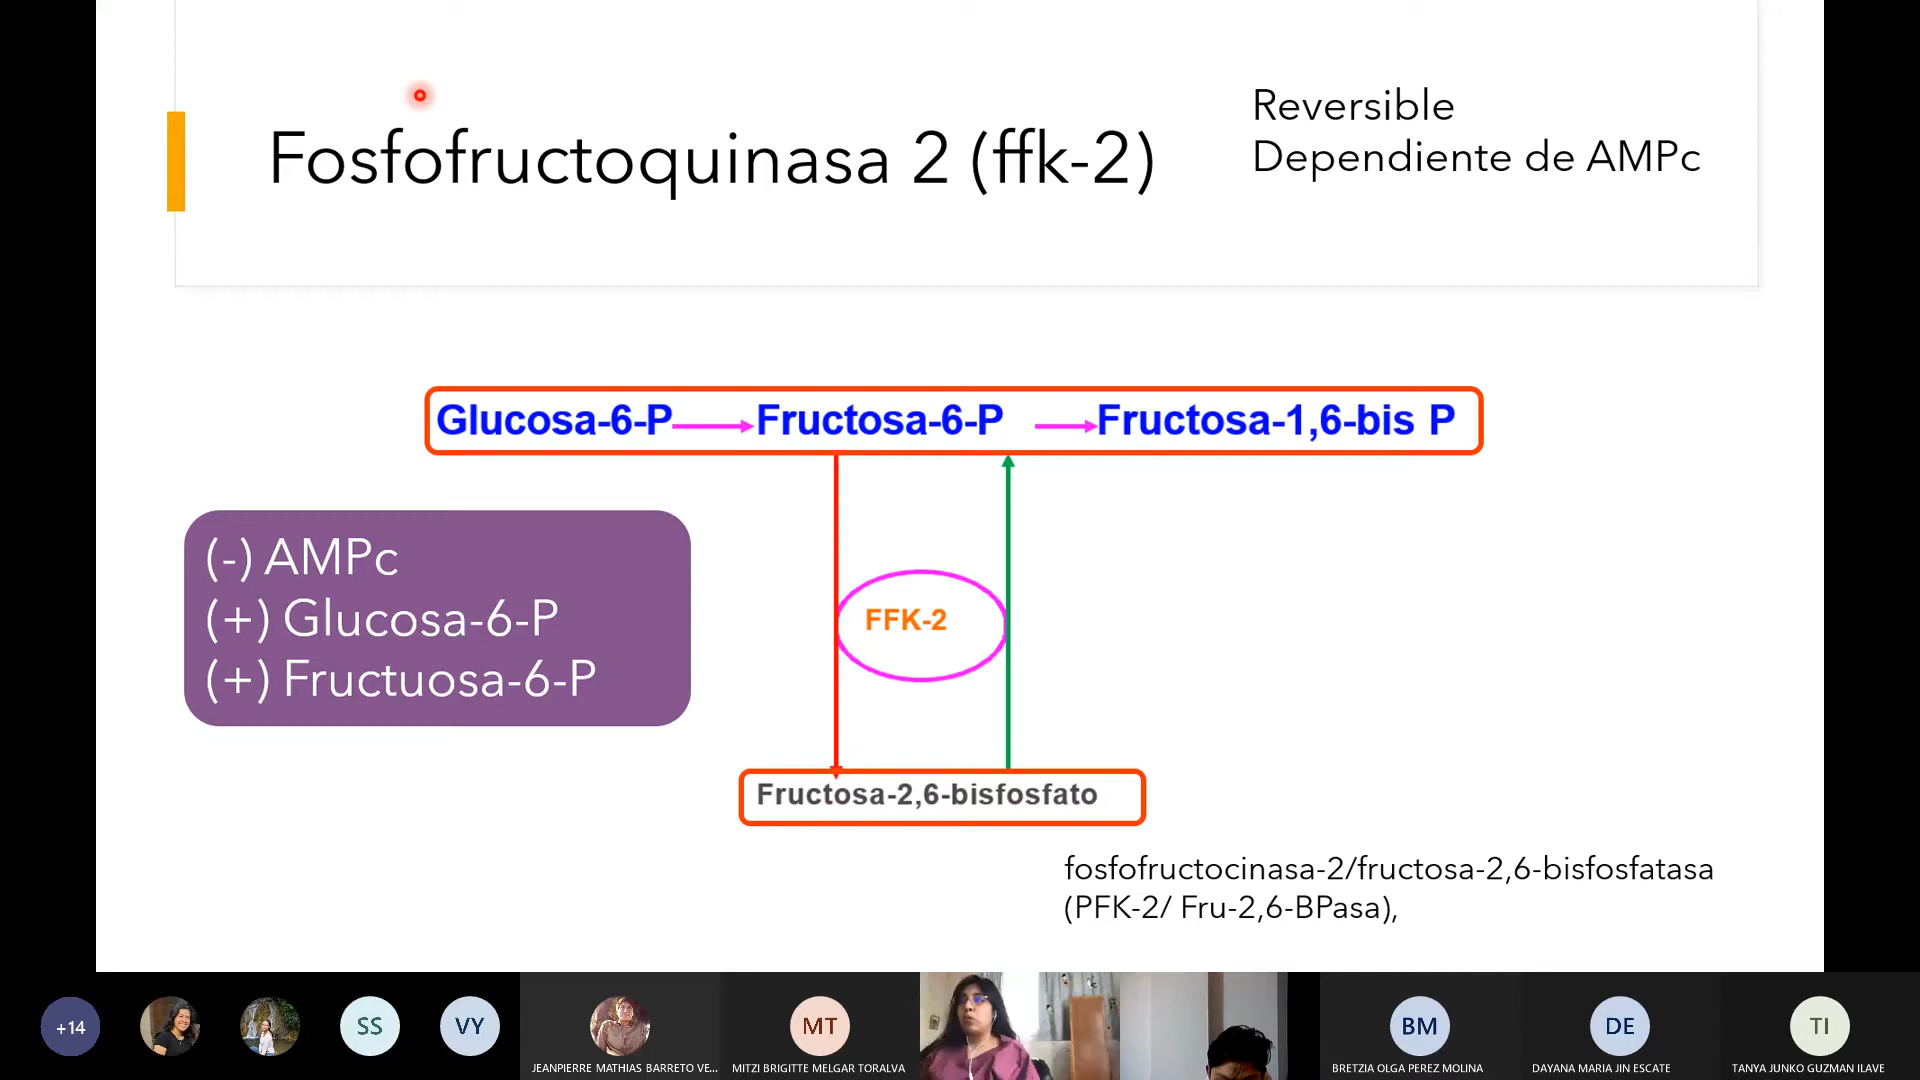 Fosfofructoquinasa 2 (ffk-2)
Reversible
Dependiente de AMPc
Glucosa-6-P Fructosa-6-P Fructosa-1,6-bis P
(-) AMPc
(+) Glucosa-6-P
(+) Fructuosa-6-P
FFK-2
Fructosa-2,6-bisfosfato
fosfofructocinasa-2/fructosa-2,6-bisfosfatasa
(PFK-2/ Fru-2,6-BPasa),
+14
SS
VY
JEANPIERRE MATHIAS BARRETO VE...
MT
MITZI BRIGITTE MELGAR TORALVA
BM
BRETZIA OLGA PEREZ MOLINA
DE
DAYANA MARIA JIN ESCATE
TI
TANYA JUNKO GUZMAN ILAVE